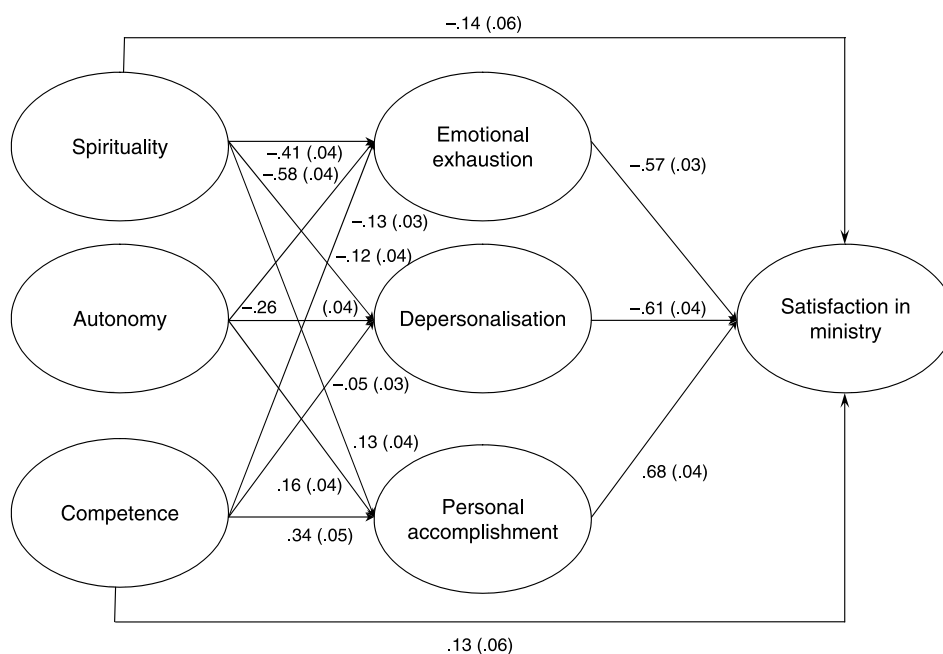 –.14 (.06)
Spirituality
Emotional
exhaustion
–.41 (.04)
–.58 (.04)
–.57 (.03)
–.13 (.03)
–.12 (.04)
Autonomy
–.26 (.04)
Depersonalisation
–.61 (.04)
Satisfaction in
ministry
–.05 (.03)
.13 (.04)
.16 (.04)
.68 (.04)
Competence
Personal
accomplishment
.34 (.05)
.13 (.06)